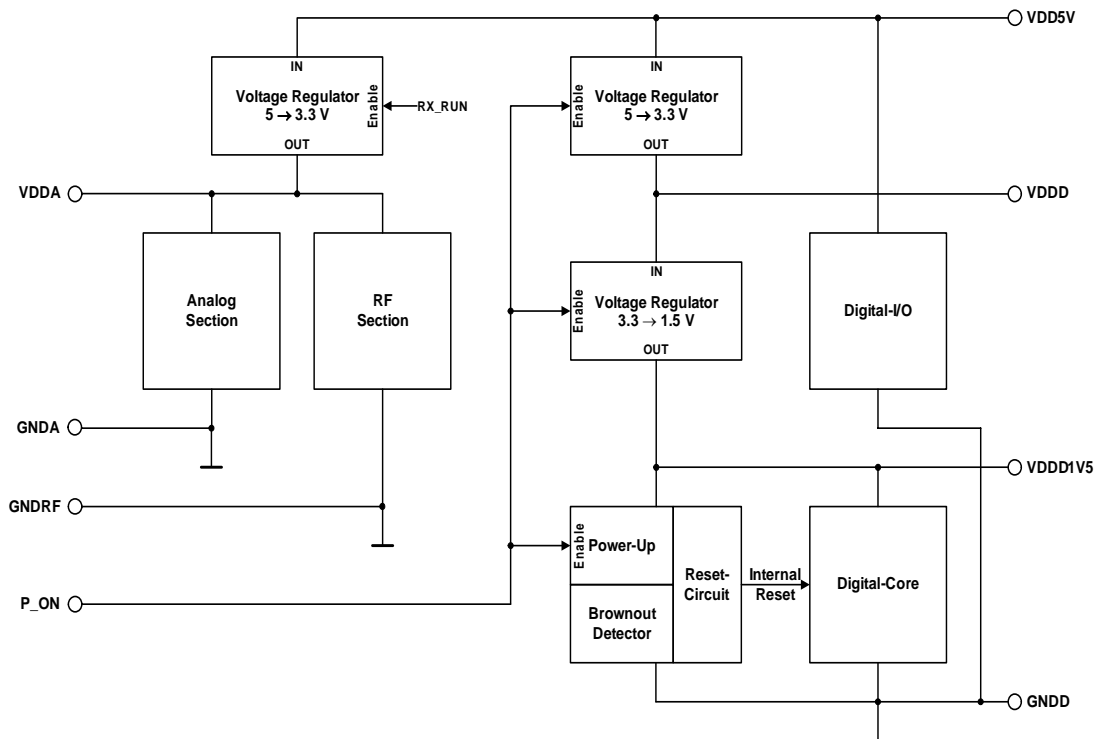 VDD5V
IN
Voltage Regulator
5 → 3.3 V
Enable
OUT
RX_RUN
IN
Enable
Voltage Regulator
5 → 3.3 V
OUT
VDDA
VDDD
Analog
Section
RF
Section
IN
Enable
Voltage Regulator
3.3 → 1.5 V
OUT
Digital-I/O
GNDA
VDDD1V5
GNDRF
Enable
Power-Up
Brownout
Detector
Reset-
Circuit
Internal
Reset
Digital-Core
P_ON
GNDD